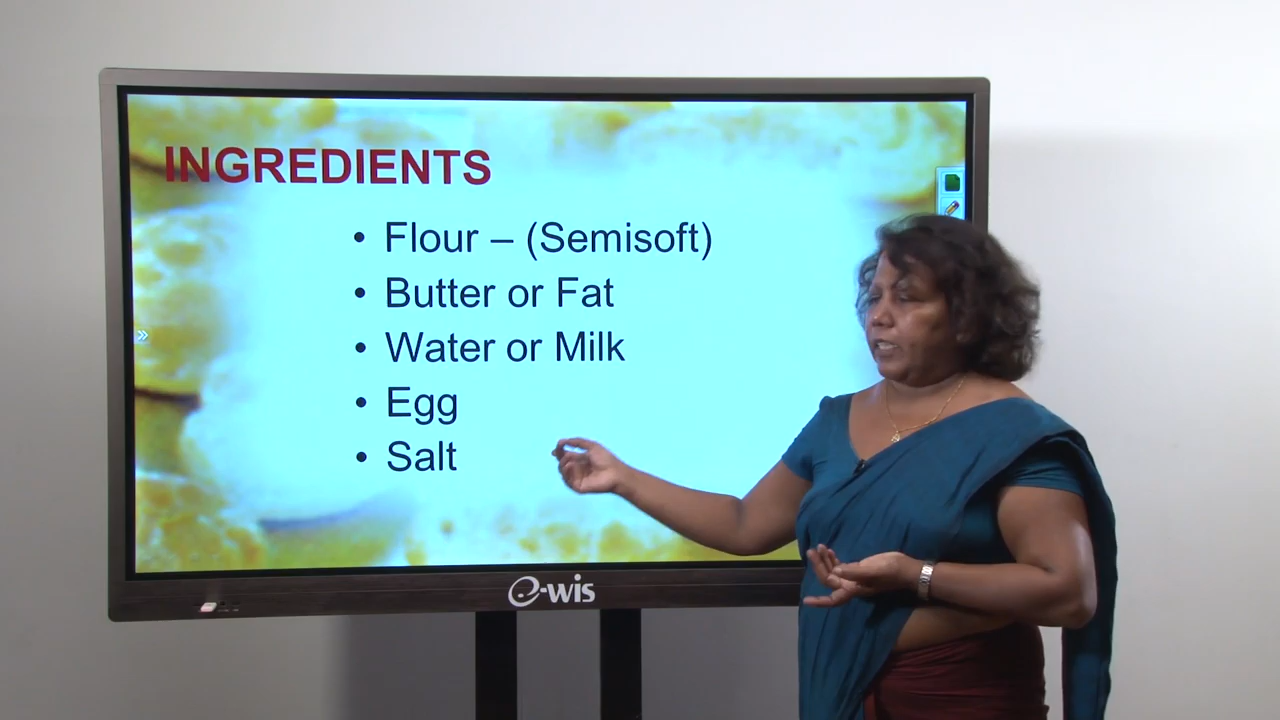 INGREDIENTS
• Flour – (Semisoft)
• Butter or Fat
• Water or Milk
• Egg
• Salt
e-wis